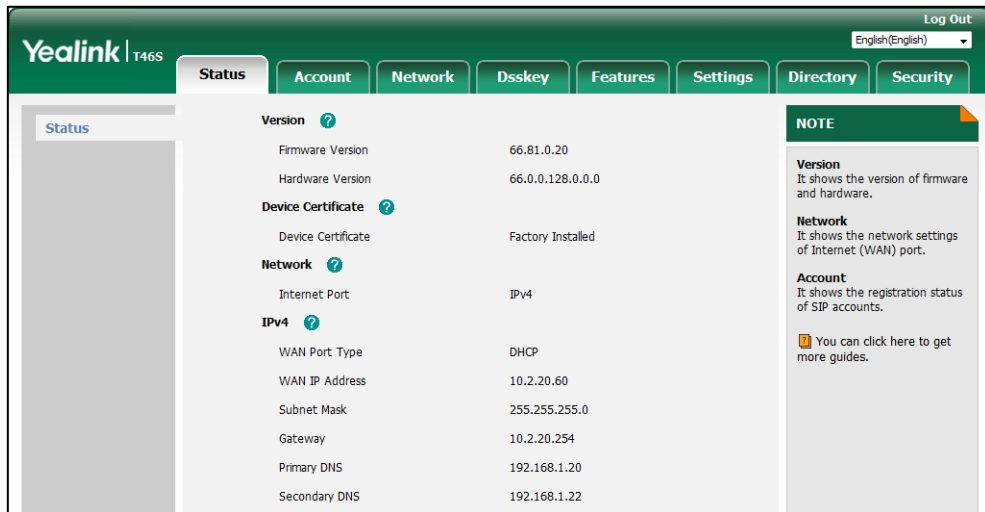 Log Out
English(English)
Yealink | T46S
Status Account Network Dsskey Features Settings Directory Security
Status
Version ?
Firmware Version 66.81.0.20
Hardware Version 66.0.0.128.0.0.0
Device Certificate ?
Device Certificate Factory Installed
Network ?
Internet Port IPv4
IPv4 ?
WAN Port Type DHCP
WAN IP Address 10.2.20.60
Subnet Mask 255.255.255.0
Gateway 10.2.20.254
Primary DNS 192.168.1.20
Secondary DNS 192.168.1.22
NOTE
Version
It shows the version of firmware
and hardware.
Network
It shows the network settings
of Internet (WAN) port.
Account
It shows the registration status
of SIP accounts.
? You can click here to get
more guides.